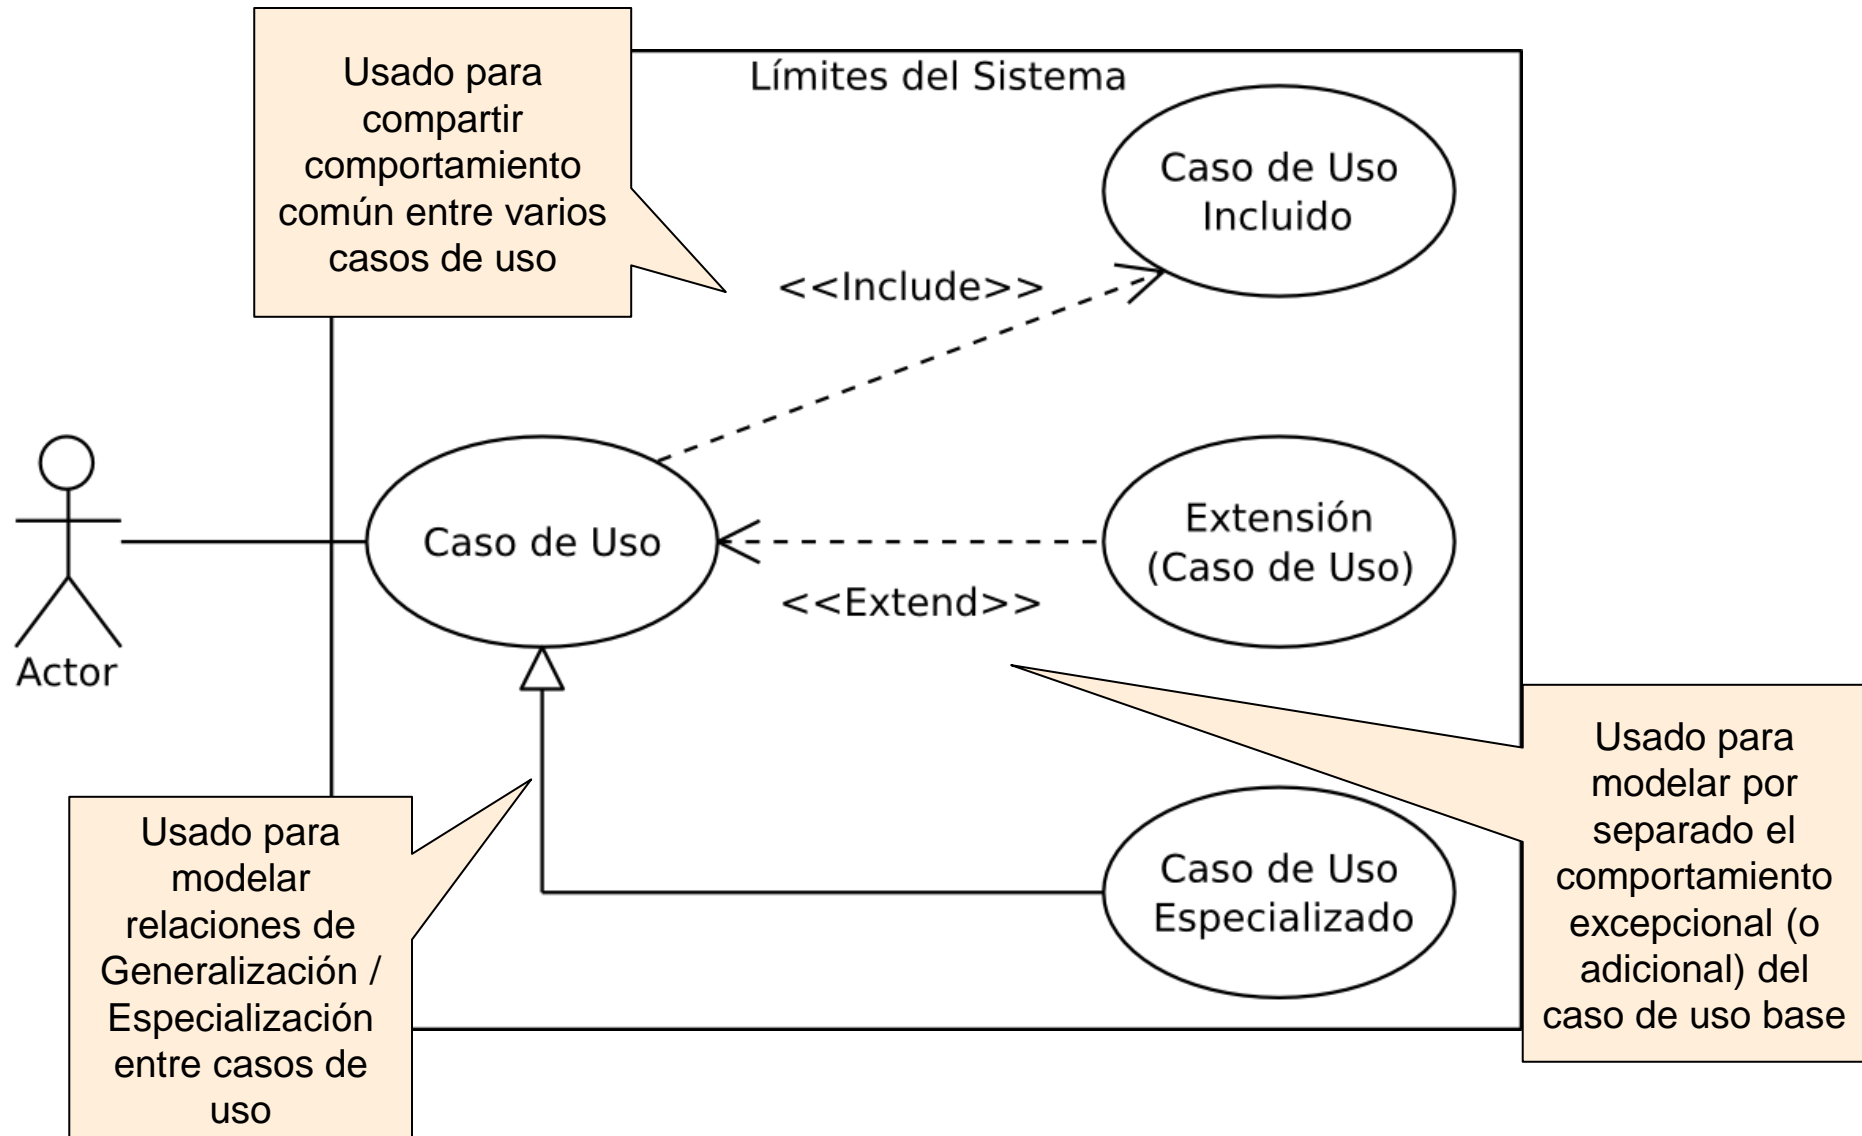 Usado para
compartir
comportamiento
común entre varios
casos de uso
Límites del Sistema
Caso de Uso
Incluido
<<Include>>
Caso de Uso
Extensión
(Caso de Uso)
<<Extend>>
Actor
Usado para
modelar por
separado el
comportamiento
excepcional (o
adicional) del
caso de uso base
Usado para
modelar
relaciones de
Generalización /
Especialización
entre casos de
uso
Caso de Uso
Especializado